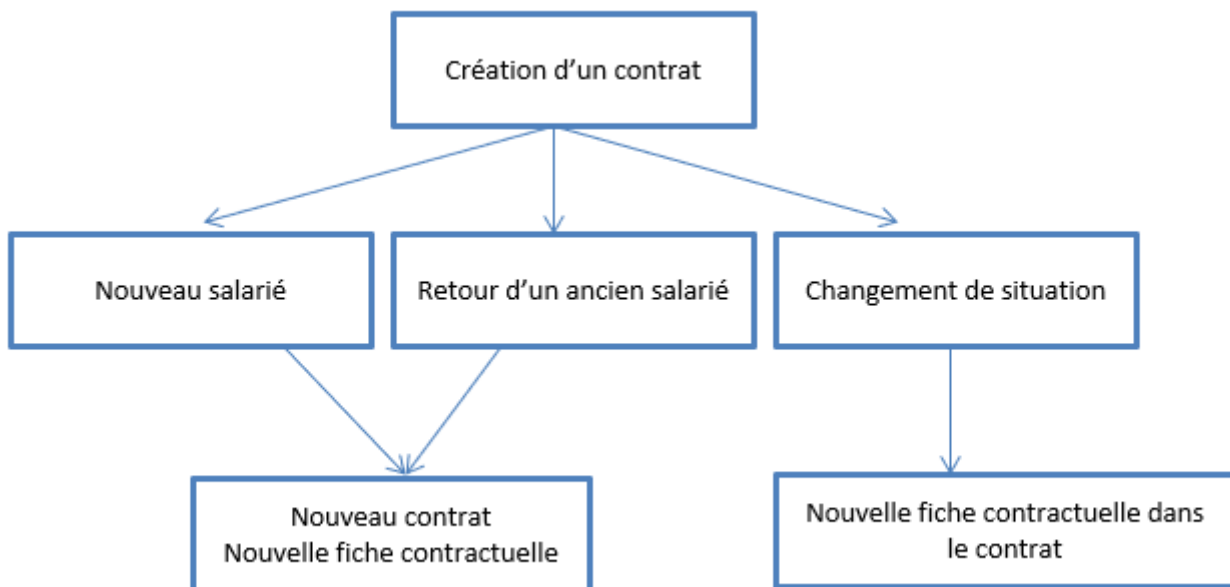 Création d’un contrat
Nouveau salarié
Retour d’un ancien salarié
Changement de situation
Nouveau contrat
Nouvelle fiche contractuelle
Nouvelle fiche contractuelle dans
le contrat